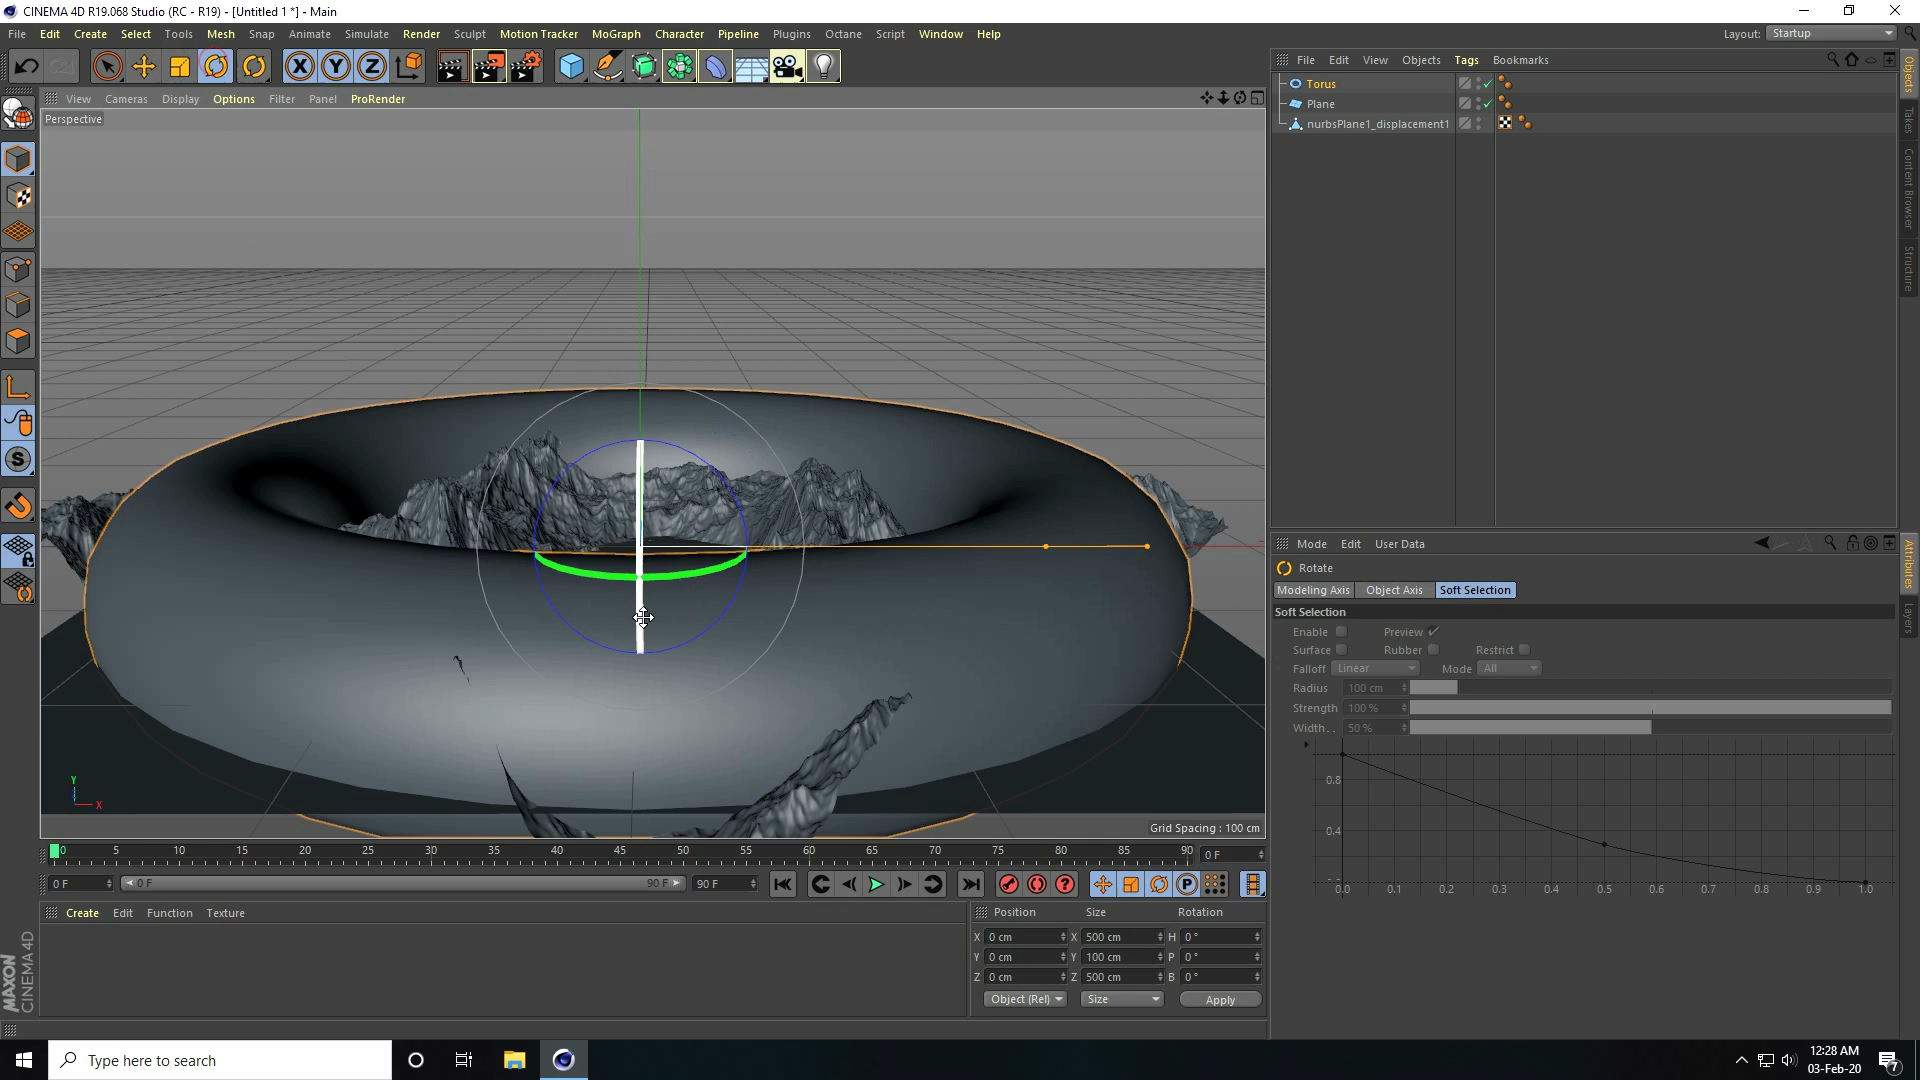 CINEMA 4D R19.068 Studio (RC - R19) - [Untitled 1 *] - Main
File Edit Create Select Tools Mesh Snap Animate Simulate Render Sculpt Motion Tracker MoGraph Character Pipeline Plugins Octane Script Window Help
Layout: Startup
View Cameras Display Options Filter Panel ProRender
Perspective
File Edit View Objects Tags Bookmarks
Torus
Plane
nurbsPlane1_displacement1
Objects
Takes
Content Browser
Structure
Mode Edit User Data
Rotate
Modeling Axis Object Axis Soft Selection
Soft Selection
Enable Preview
Surface Rubber Restrict
Falloff Linear Mode All
Radius 100 cm
Strength 100 %
Width.. 50 %
0.8
0.4
0.0 0.1 0.2 0.3 0.4 0.5 0.6 0.7 0.8 0.9 1.0
Attributes
Layers
Y
X
Grid Spacing : 100 cm
0 5 10 15 20 25 30 35 40 45 50 55 60 65 70 75 80 85 90 0 F
0 F 0 F 90 F 90 F
Create Edit Function Texture
Position Size Rotation
X 0 cm X 500 cm H 0 °
Y 0 cm Y 100 cm P 0 °
Z 0 cm Z 500 cm B 0 °
Object (Rel) Size Apply
MAXON
CINEMA 4D
Type here to search
12:28 AM
03-Feb-20
7